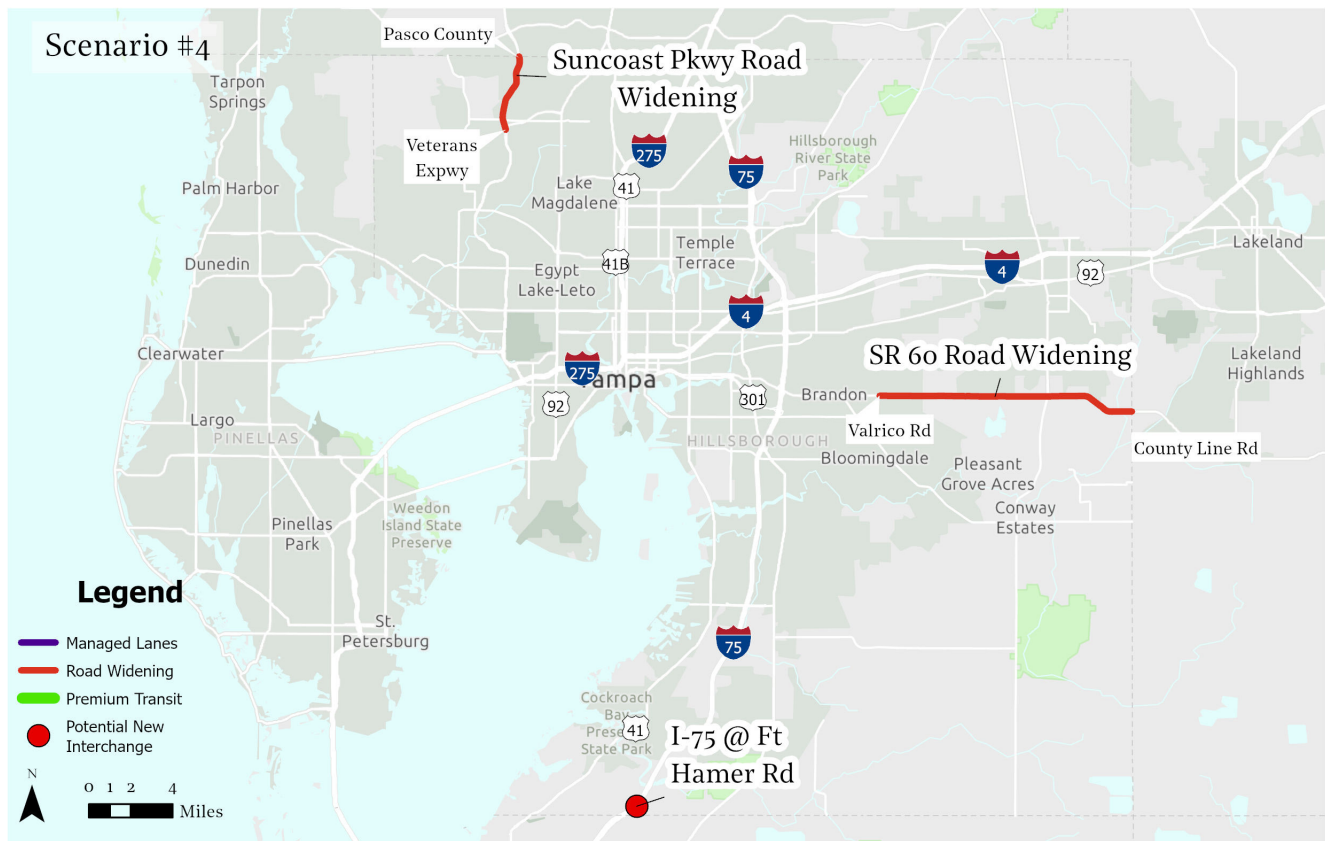 Scenario #4
Pasco County
Suncoast Pkwy Road
Widening
Tarpon
Springs
Veterans
Expwy
275
75
Hillsborough
River State
Park
Palm Harbor
Lake
Magdalene
41
Dunedin
Egypt
Lake-Leto
41B
Temple
Terrace
4
92
Lakeland
4
Clearwater
275
ampa
SR 60 Road Widening
Lakeland
Highlands
Largo
PINELLAS
92
301
Brandon
Valrico Rd
HILLSBOROUGH
Bloomingdale
County Line Rd
Pleasant
Grove Acres
Conway
Estates
Pinellas
Park
Weedon
Island State
Preserve
St.
Petersburg
75
Cockroach
Bay
Prese
State Park
41
I-75 @ Ft
Hamer Rd
Legend
Managed Lanes
Road Widening
Premium Transit
Potential New
Interchange
N
0 1 2 4
Miles